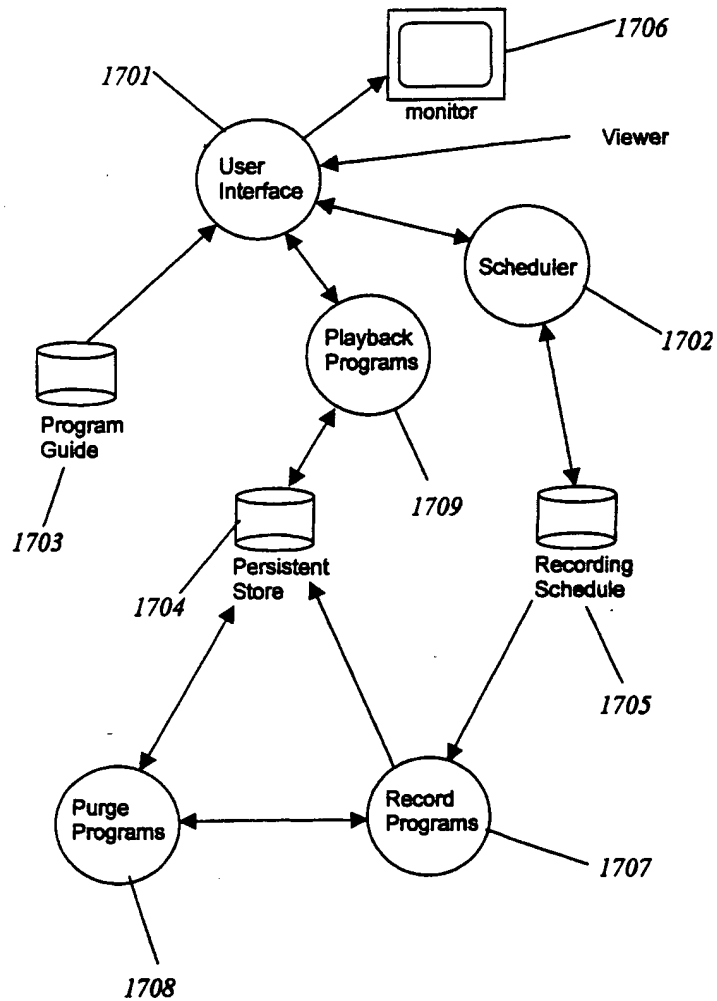 1706
1701
monitor
Viewer
User
Interface
Scheduler
1702
Playback
Programs
Program
Guide
1709
1703
Persistent
Store
Recording
Schedule
1704
1705
Purge
Programs
Record
Programs
1707
1708